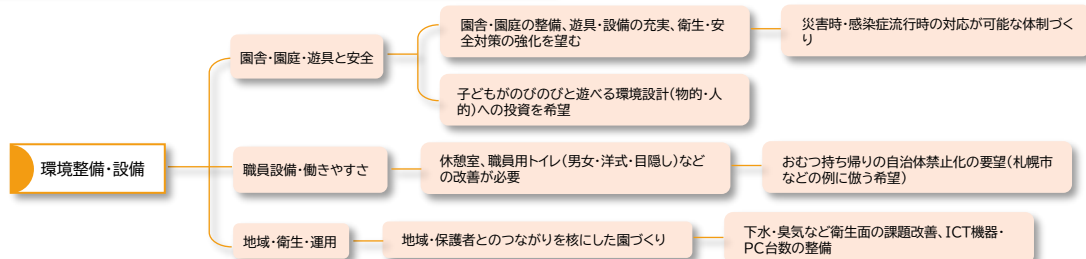 環境整備・設備
園舎・園庭・遊具と安全
園舎・園庭の整備、遊具・設備の充実、衛生・安
全対策の強化を望む
災害時・感染症流行時の対応が可能な体制づく
り
子どもがのびのびと遊べる環境設計(物的・人
的)への投資を希望
職員設備・働きやすさ
休憩室、職員用トイレ(男女・洋式・目隠し)など
の改善が必要
おむつ持ち帰りの自治体禁止化の要望(札幌市
などの例に倣う希望)
地域・衛生・運用
地域・保護者とのつながりを核にした園づくり
下水・臭気など衛生面の課題改善、ICT機器・
PC台数の整備